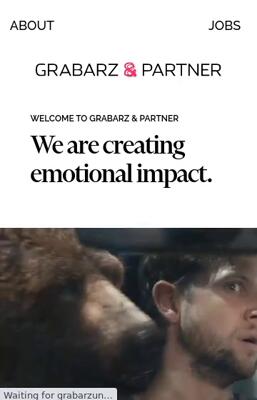 ABOUT JOBS
GRABARZ & PARTNER
WELCOME TO GRABARZ & PARTNER
We are creating
emotional impact.
Waiting for grabarzun...